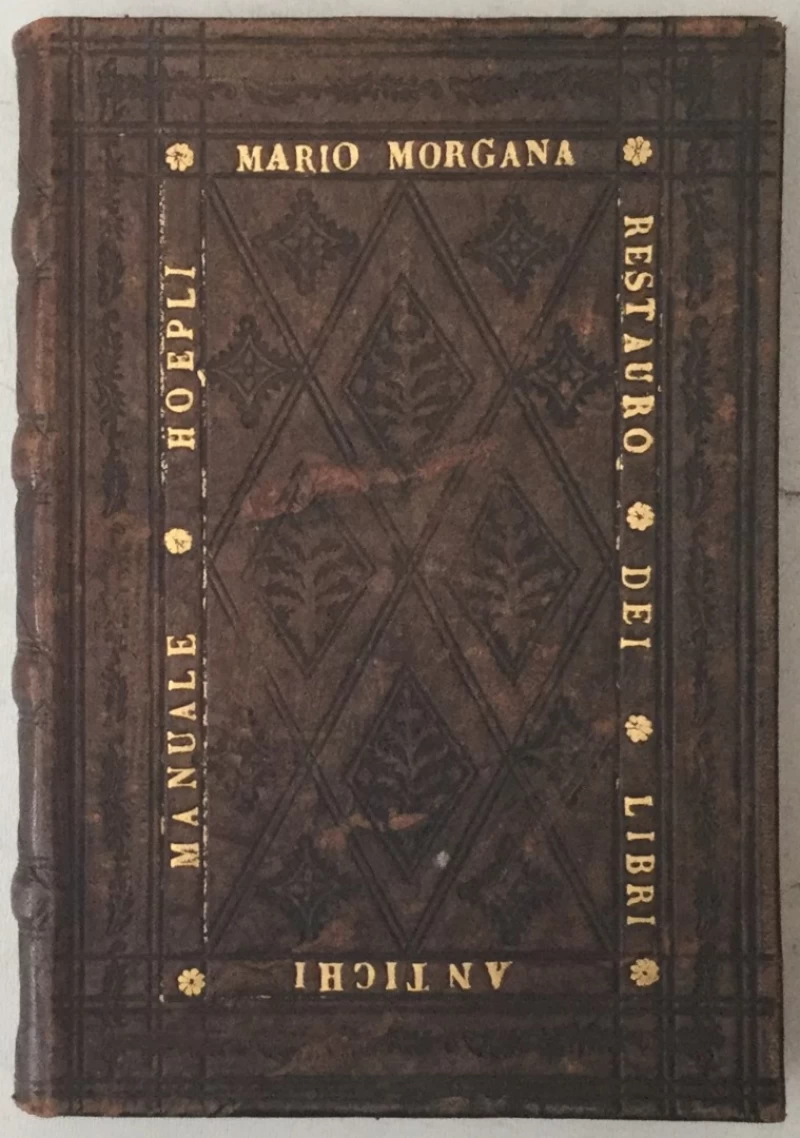 MARIO MORGANA
RESTAURO DEI LIBRI
ANTICHI
MANUALE HOEPLI